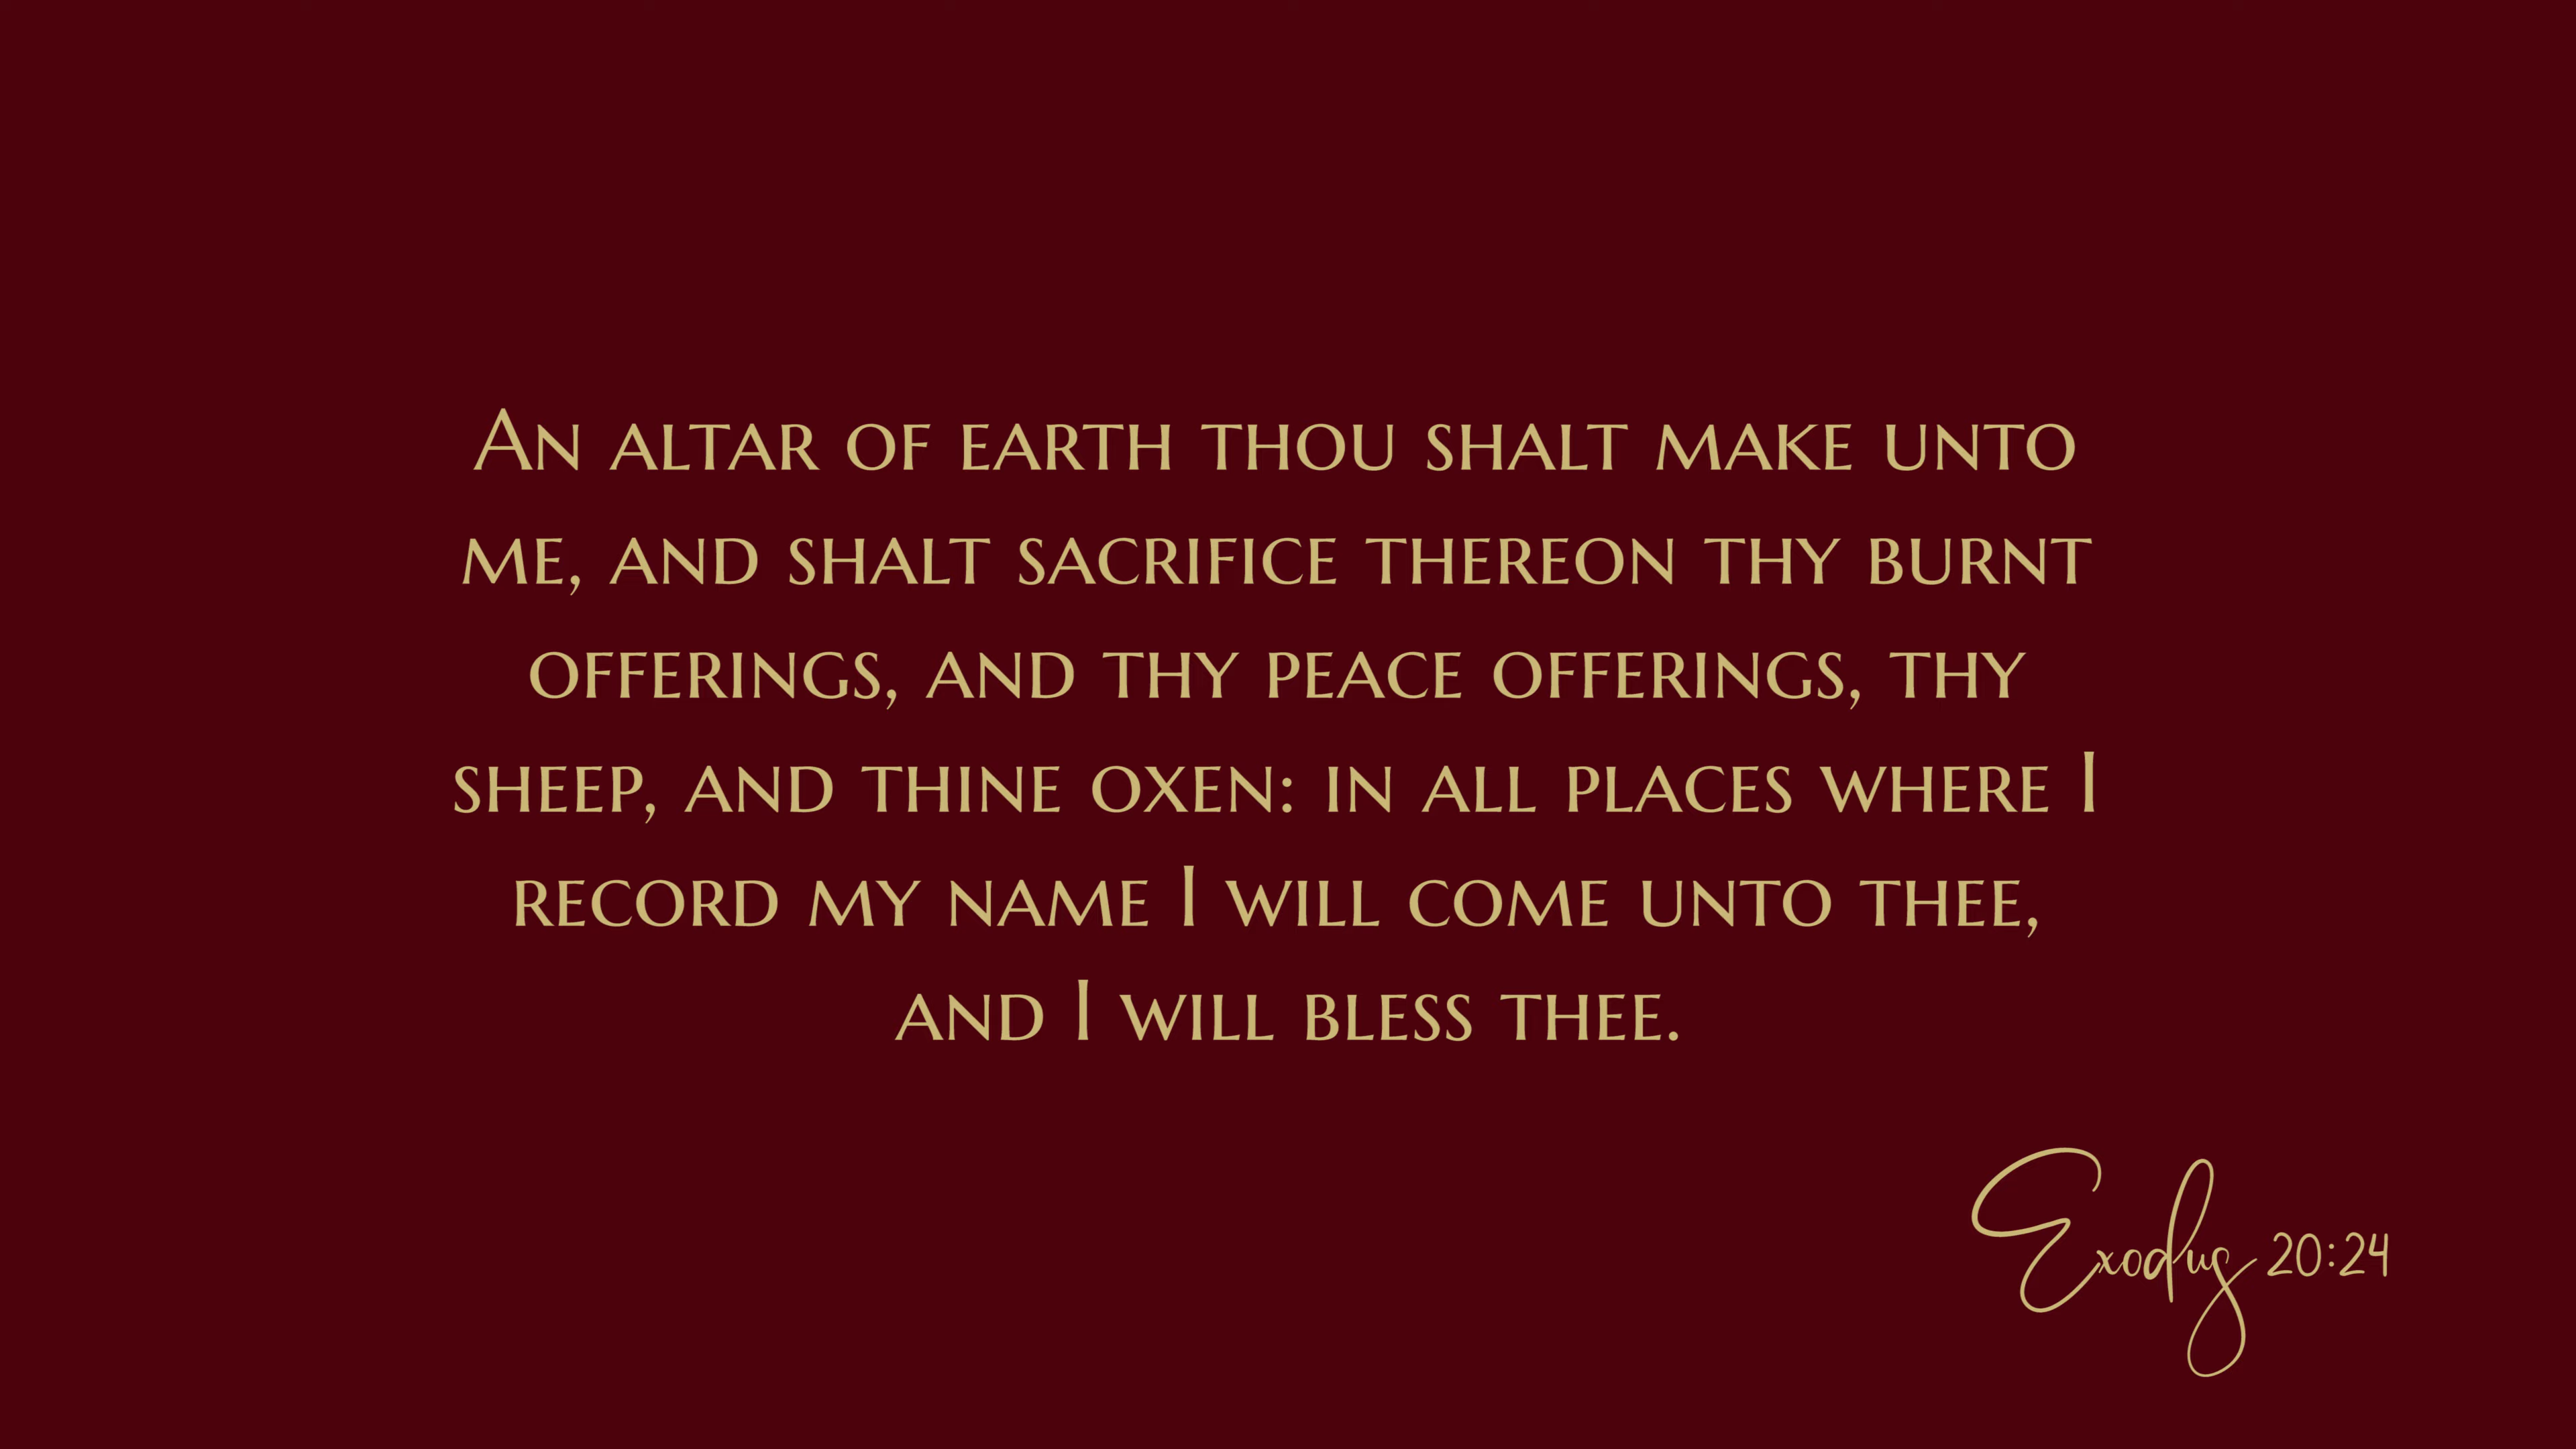 An altar of earth thou shalt make unto
me, and shalt sacrifice thereon thy burnt
offerings, and thy peace offerings, thy
sheep, and thine oxen: in all places where I
record my name I will come unto thee,
and I will bless thee.
Exodus 20:24